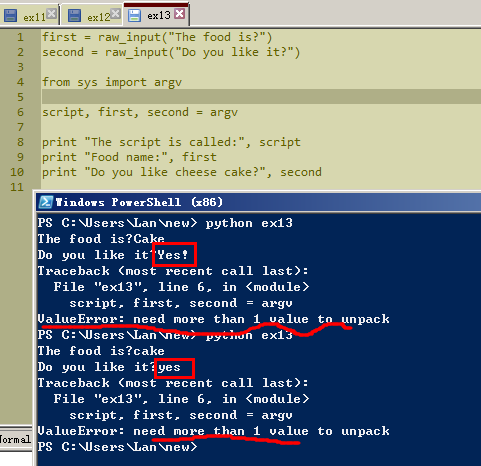 ex11 ex12 ex13
1 first = raw_input("The food is?")
2 second = raw_input("Do you like it?")
3
4 from sys import argv
5
6 script, first, second = argv
7
8 print "The script is called:", script
9 print "Food name:", first
10 print "Do you like cheese cake?", second
11
Windows PowerShell (x86)
PS C:\Users\Lan\new> python ex13
The food is?Cake
Do you like it?Yes!
Traceback (most recent call last):
File "ex13", line 6, in <module>
script, first, second = argv
ValueError: need more than 1 value to unpack
PS C:\Users\Lan\new> python ex13
The food is?cake
Do you like it?yes
Traceback (most recent call last):
File "ex13", line 6, in <module>
script, first, second = argv
ValueError: need more than 1 value to unpack
PS C:\Users\Lan\new>
Normal